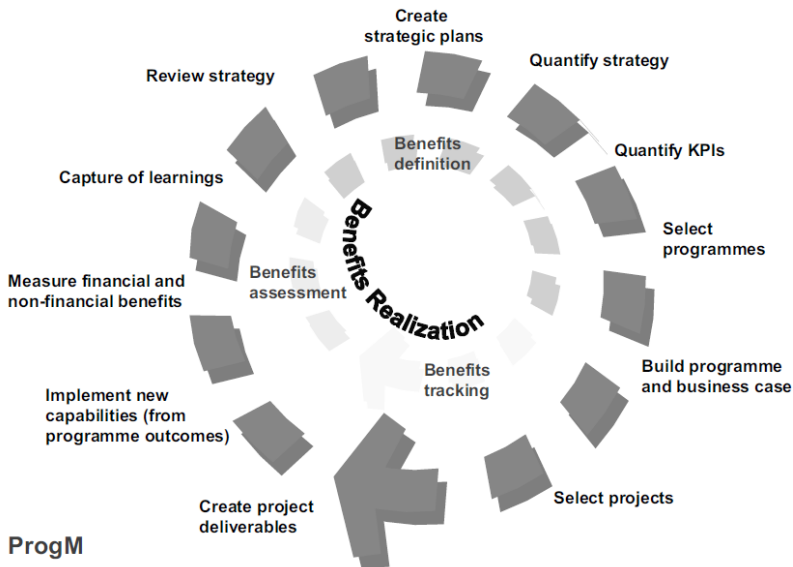 Create
strategic plans
Quantify strategy
Quantify KPIs
Select
programmes
Build programme
and business case
Select projects
Create project
deliverables
Implement new
capabilities (from
programme outcomes)
Measure financial and
non-financial benefits
Capture of learnings
Review strategy
Benefits
definition
Benefits
tracking
Benefits
assessment
Benefits Realization
ProgM